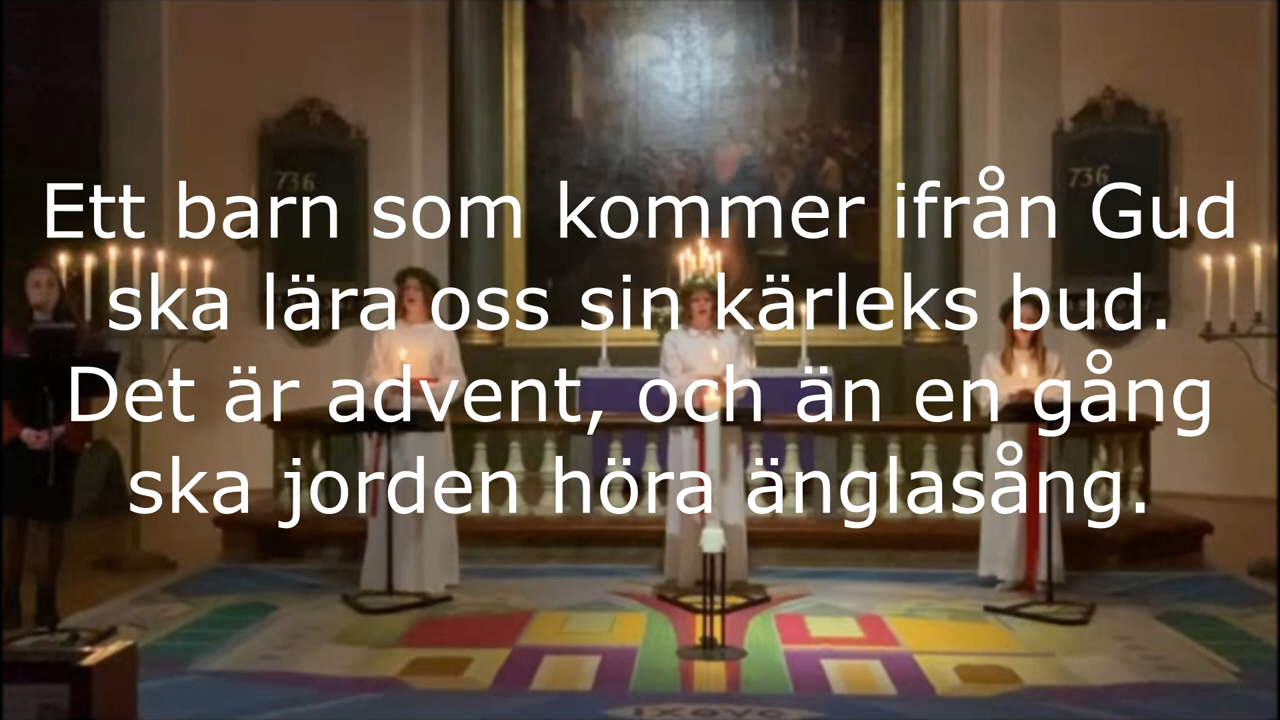 736
736
Ett barn som kommer ifrån Gud
ska lära oss sin kärleks bud.
Det är advent, och än en gång
ska jorden höra änglasång.